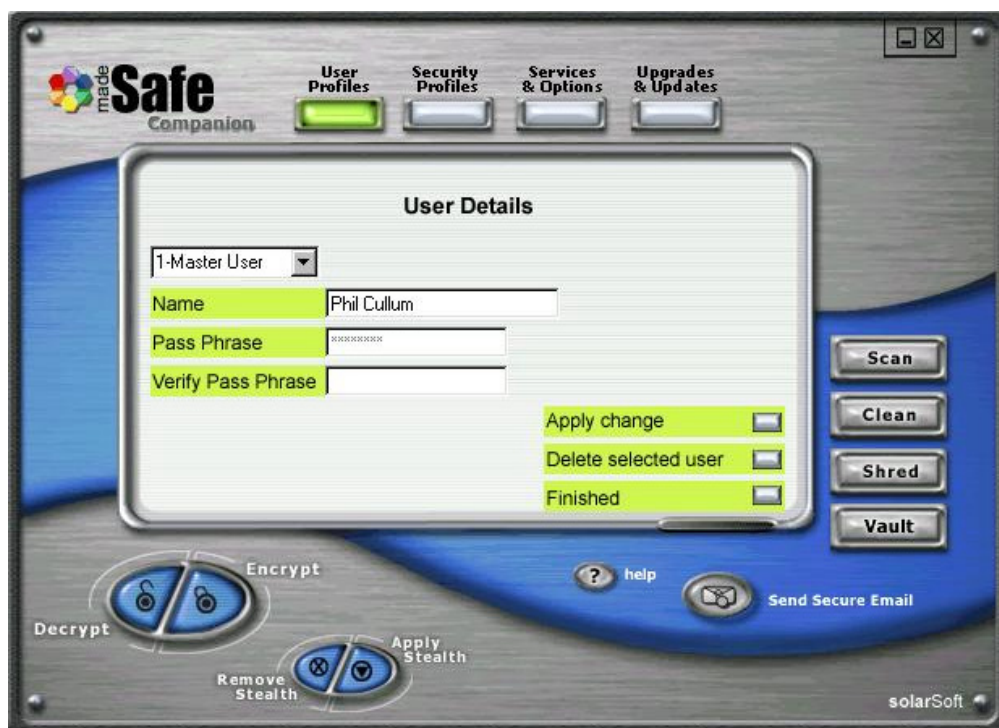 made
Safe
Companion
User
Profiles
Security
Profiles
Services
& Options
Upgrades
& Updates
User Details
1-Master User
Name
Phil Cullum
Pass Phrase
××××××××
Verify Pass Phrase
Apply change
Delete selected user
Finished
Scan
Clean
Shred
Vault
Encrypt
Decrypt
? help
Send Secure Email
Apply
Stealth
Remove
Stealth
solarSoft